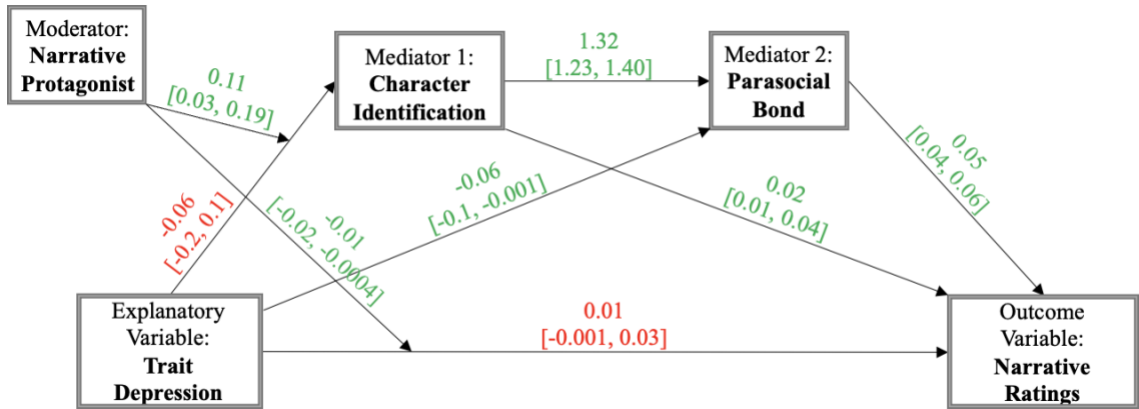 Moderator:
Narrative
Protagonist
0.11
[0.03, 0.19]
Mediator 1:
Character
Identification
1.32
[1.23, 1.40]
Mediator 2:
Parasocial
Bond
-0.06
[-0.2, 0.1]
-0.01
[-0.02, -0.0004]
-0.06
[-0.1, -0.001]
0.02
[0.01, 0.04]
0.05
[0.04, 0.06]
Explanatory
Variable:
Trait
Depression
0.01
[-0.001, 0.03]
Outcome
Variable:
Narrative
Ratings